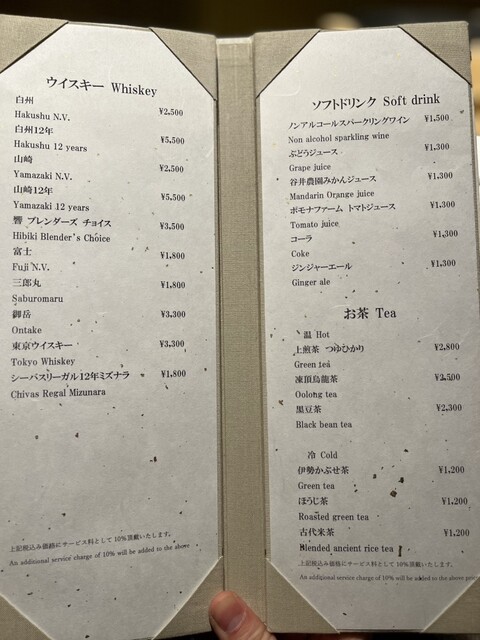 ウイスキー Whiskey
白州
Hakushu N.V. ¥2,500
白州12年
Hakushu 12 years ¥5,500
山崎
Yamazaki N.V. ¥2,500
山崎12年
Yamazaki 12 years ¥5,500
響 ブレンダーズ チョイス
Hibiki Blender's Choice ¥3,500
富士
Fuji N.V. ¥1,800
三郎丸
Saburomaru ¥1,800
御岳
Ontake ¥3,300
東京ウイスキー
Tokyo Whiskey ¥3,300
シーバスリーガル12年ミズナラ
Chivas Regal Mizunara ¥1,800
上記税込み価格にサービス料として10%頂戴いたします。
An additional service charge of 10% will be added to the above
ソフトドリンク Soft drink
ノンアルコールスパークリングワイン ¥1,500
Non alcohol sparkling wine
ぶどうジュース ¥1,300
Grape juice
谷井農園みかんジュース ¥1,300
Mandarin Orange juice
ポモナファーム トマトジュース ¥1,300
Tomato juice
コーラ ¥1,300
Coke
ジンジャーエール ¥1,300
Ginger ale
お茶 Tea
温 Hot
上煎茶 つゆひかり ¥2,800
Green tea
凍頂烏龍茶 ¥2,500
Oolong tea
黒豆茶 ¥2,300
Black bean tea
冷 Cold
伊勢かぶせ茶 ¥1,200
Green tea
ほうじ茶 ¥1,200
Roasted green tea
古代米茶 ¥1,200
Blended ancient rice tea
上記税込み価格にサービス料として10%頂戴いたします。
An additional service charge of 10% will be added to the above price